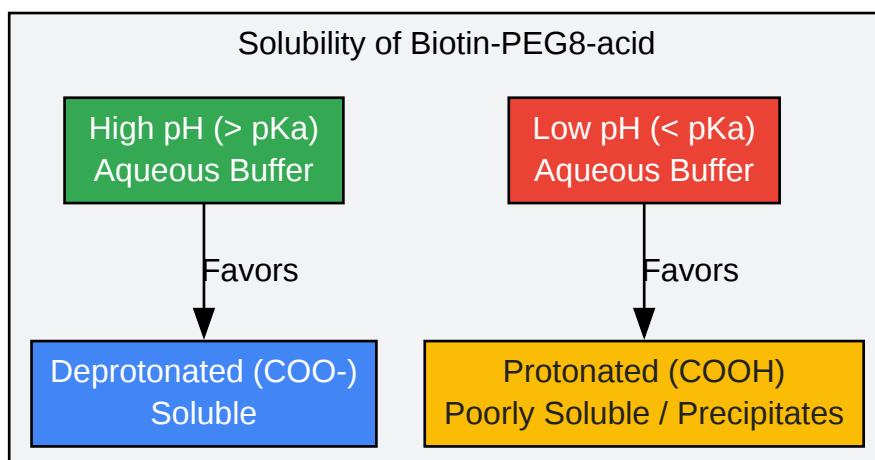 Solubility of Biotin-PEG8-acid
High pH (> pKa)
Aqueous Buffer
Low pH (< pKa)
Aqueous Buffer
Favors
Favors
Deprotonated (COO-)
Soluble
Protonated (COOH)
Poorly Soluble / Precipitates